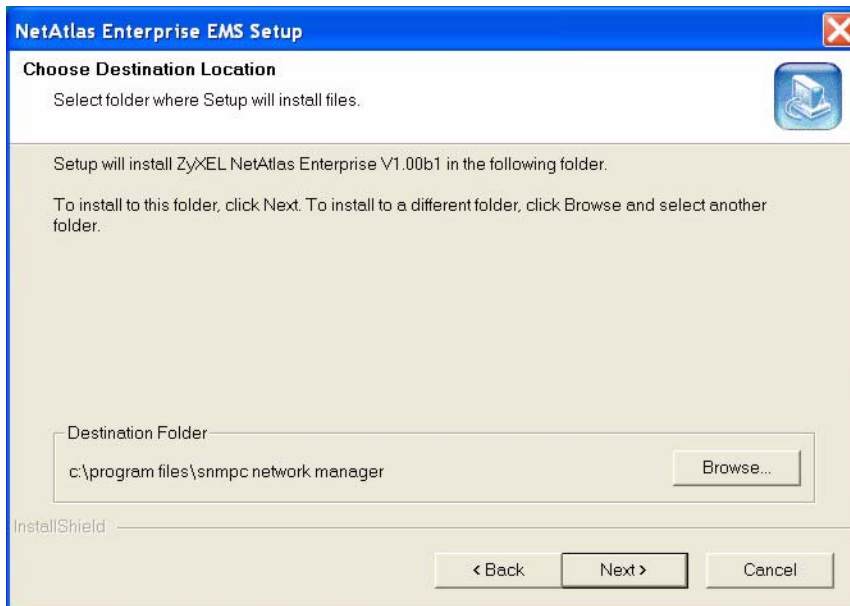 NetAtlas Enterprise EMS Setup
Choose Destination Location
Select folder where Setup will install files.
Setup will install ZyXEL NetAtlas Enterprise V1.00b1 in the following folder.
To install to this folder, click Next. To install to a different folder, click Browse and select another
folder.
Destination Folder
c:\program files\snmpc network manager
Browse...
InstallShield
< Back
Next >
Cancel